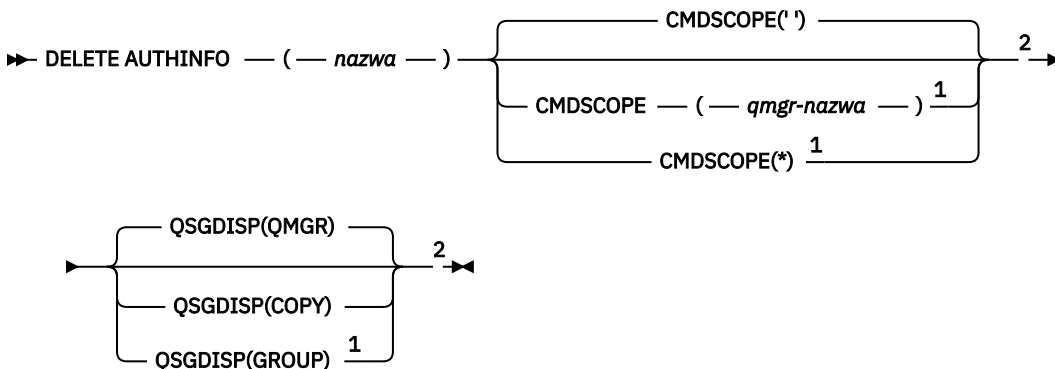 CMDSCOPE(' ')
DELETE AUTHINFO ( nazwa ) 2
CMDSCOPE ( qmgr-nazwa ) 1
CMDSCOPE(*) 1
QSGDISP(QMGR)
2
QSGDISP(COPY)
QSGDISP(GROUP) 1